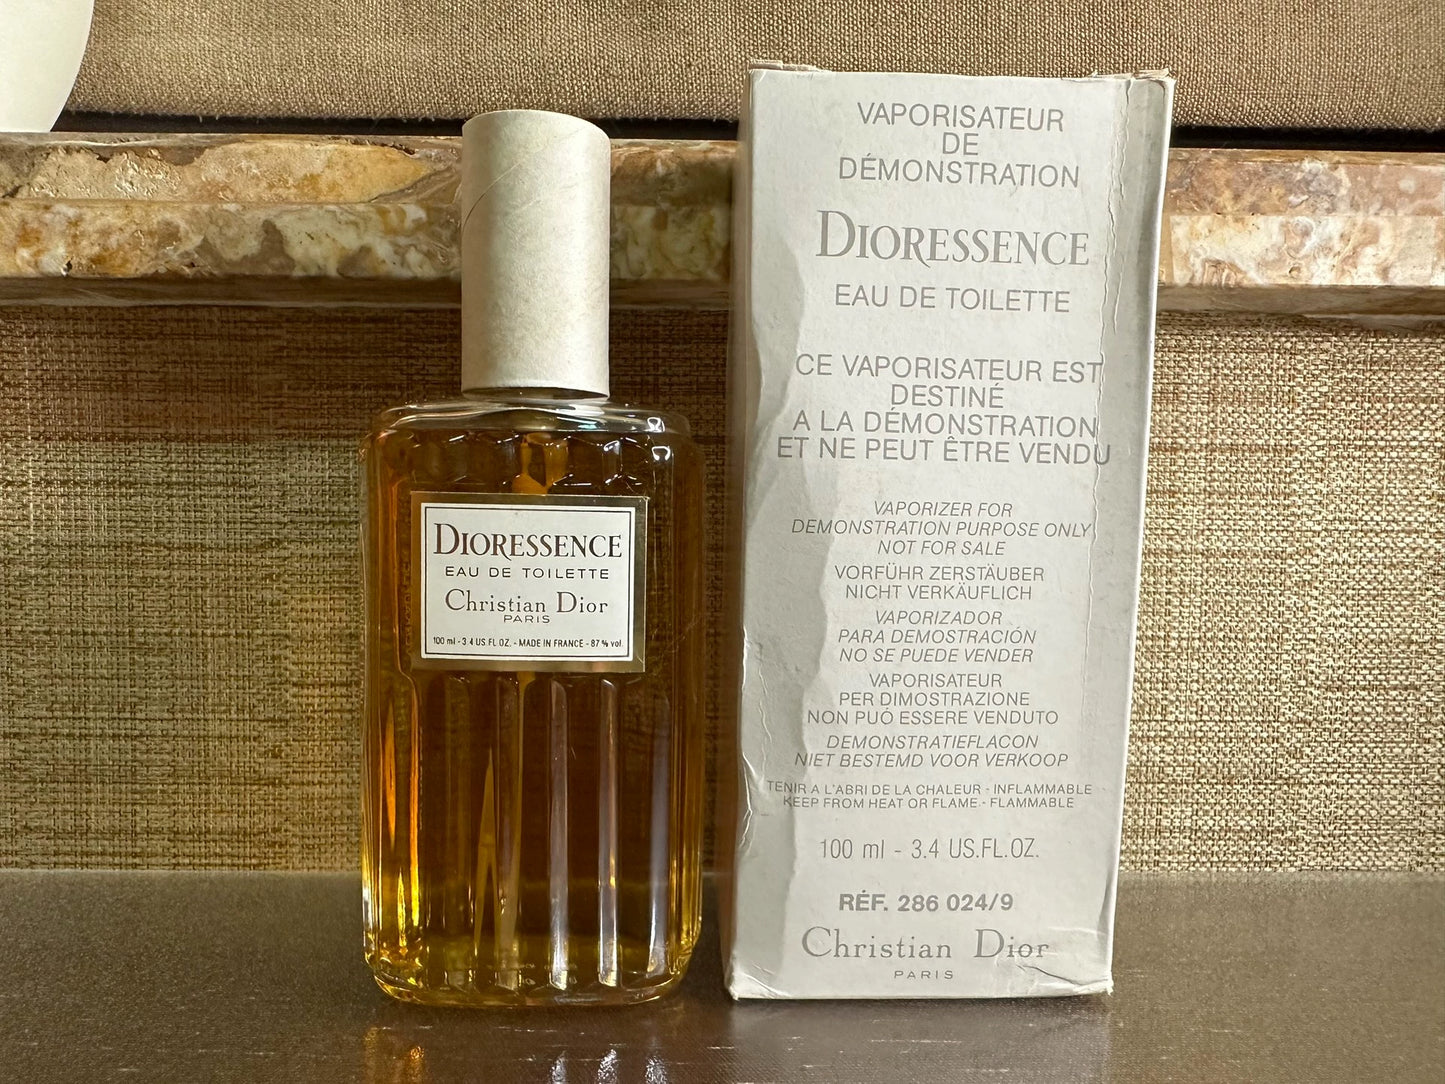 DIORESSENCE
EAU DE TOILETTE
Christian Dior
PARIS
100 ml - 3.4 US.FL.OZ. - MADE IN FRANCE - 87 % vol.
VAPORISATEUR
DE
DÉMONSTRATION
DIORESSENCE
EAU DE TOILETTE
CE VAPORISATEUR EST
DESTINÉ
A LA DÉMONSTRATION
ET NE PEUT ÊTRE VENDU
VAPORIZER FOR
DEMONSTRATION PURPOSE ONLY
NOT FOR SALE
VORFÜHR ZERSTÄUBER
NICHT VERKÄUFLICH
VAPORIZADOR
PARA DEMOSTRACIÓN
NO SE PUEDE VENDER
VAPORISATEUR
PER DIMOSTRAZIONE
NON PUÓ ESSERE VENDUTO
DEMONSTRATIEFLACON
NIET BESTEMD VOOR VERKOOP
TENIR A L'ABRI DE LA CHALEUR - INFLAMMABLE
KEEP FROM HEAT OR FLAME - FLAMMABLE
100 ml - 3.4 US.FL.OZ.
RÉF. 286 024/9
Christian Dior
PARIS